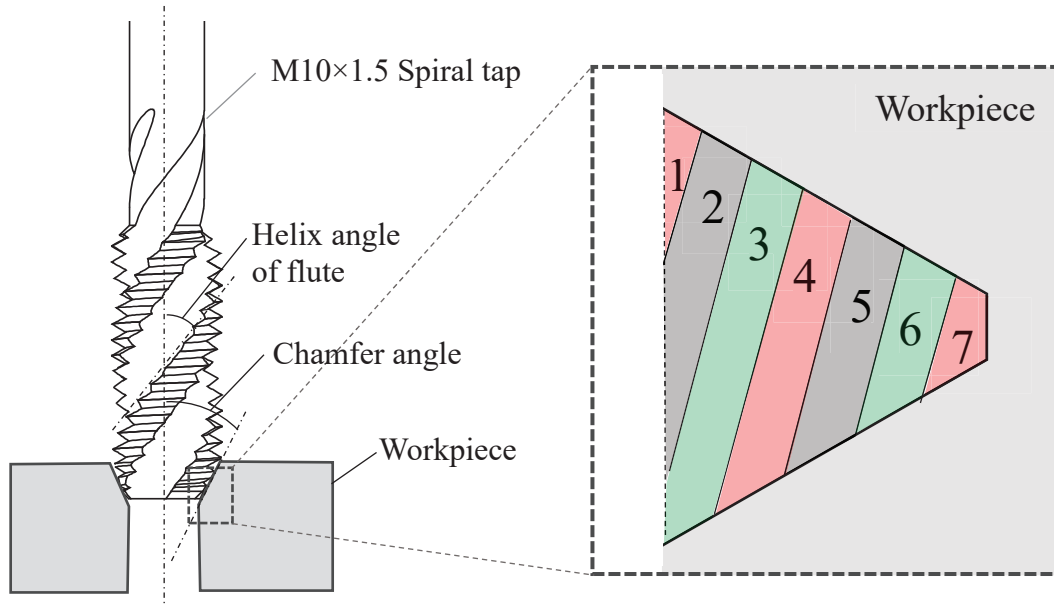 M10×1.5 Spiral tap
Helix angle
of flute
Chamfer angle
Workpiece
Workpiece
1
2
3
4
5
6
7